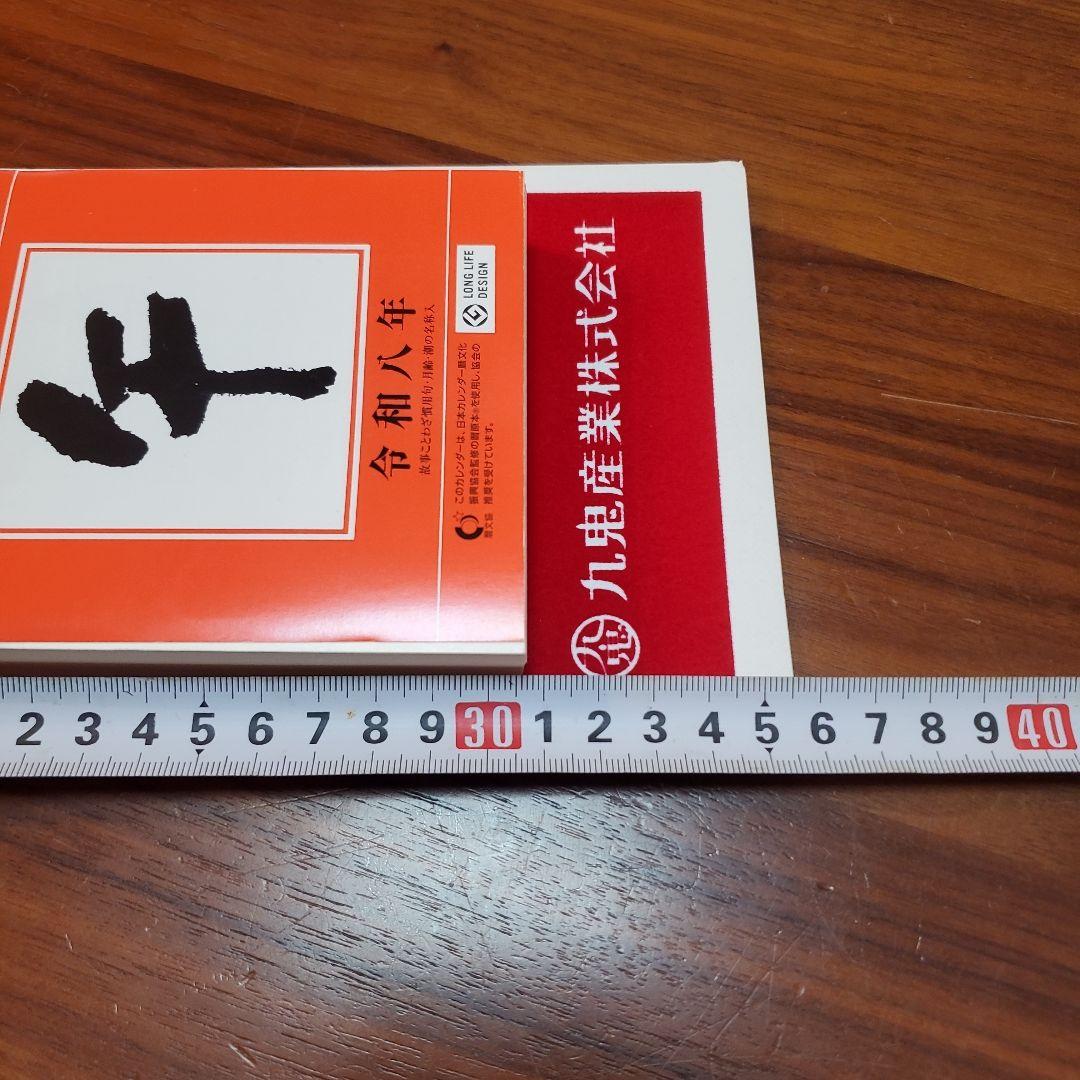 午
令和八年
故事ことわざ慣用句・月齢・潮の名称入
LONG LIFE
DESIGN
このカレンダーは、日本カレンダー暦文化
振興協会監修の暦原本®を使用し、協会の
推奨を受けています。
暦文協
九鬼
九鬼産業株式会社
2 3 4 5 6 7 8 9 30 1 2 3 4 5 6 7 8 9 40